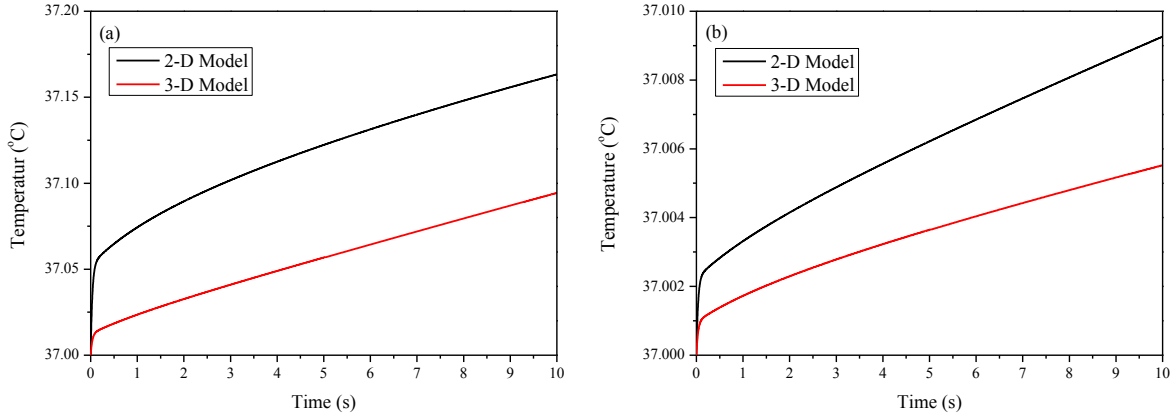 (a)
2-D Model
3-D Model
Temperatur (°C)
37.20
37.15
37.10
37.05
37.00
0 1 2 3 4 5 6 7 8 9 10
Time (s)
(b)
2-D Model
3-D Model
Temperature (°C)
37.010
37.008
37.006
37.004
37.002
37.000
0 1 2 3 4 5 6 7 8 9 10
Time (s)